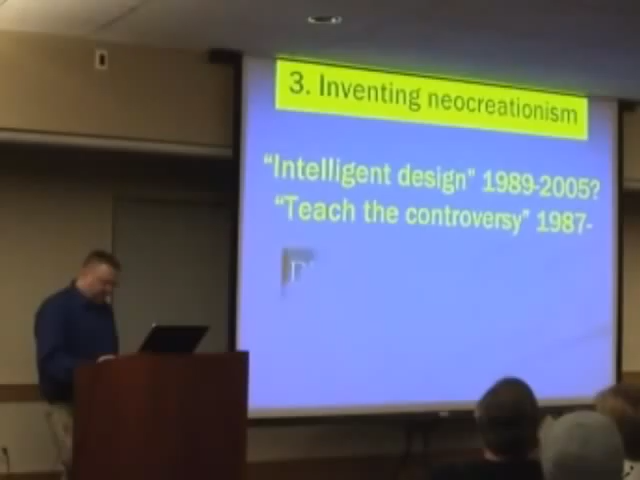 3. Inventing neocreationism
"Intelligent design" 1989-2005?
"Teach the controversy" 1987-